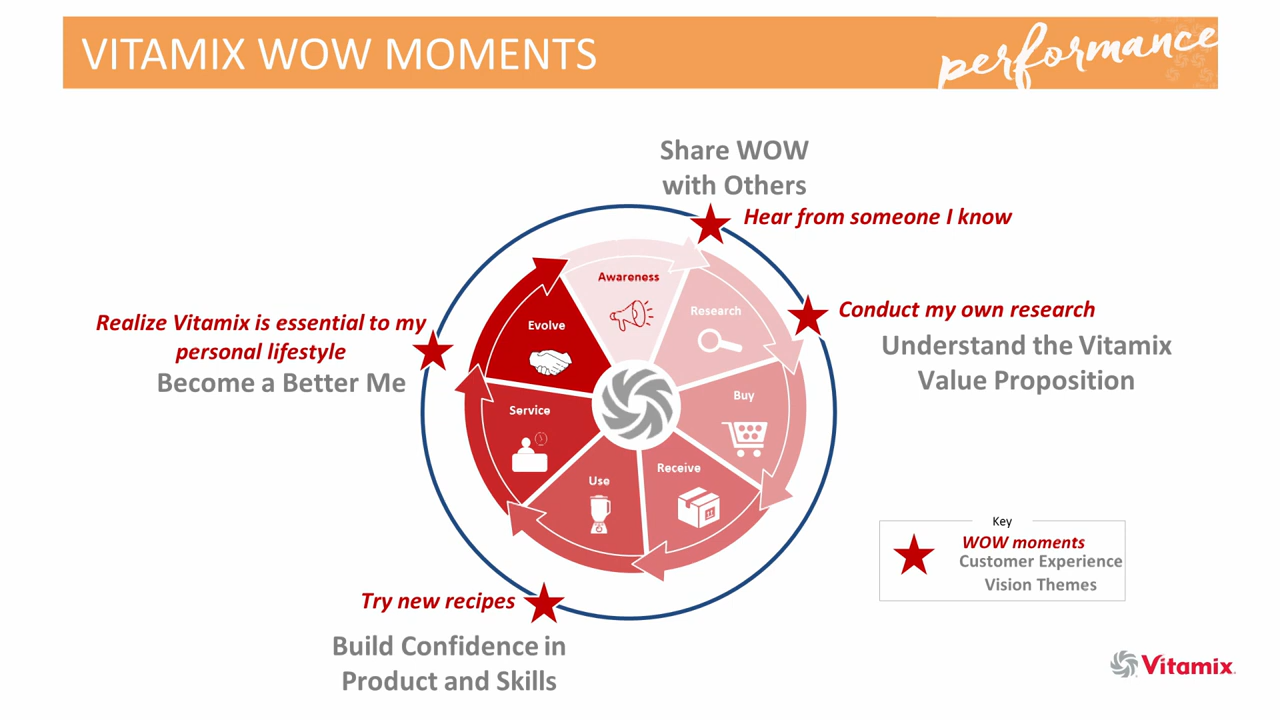 VITAMIX WOW MOMENTS
performance
Share WOW
with Others
Hear from someone I know
Awareness
Research
Conduct my own research
Understand the Vitamix
Value Proposition
Realize Vitamix is essential to my
personal lifestyle
Become a Better Me
Evolve
Buy
Service
Receive
Use
Try new recipes
Build Confidence in
Product and Skills
Key
WOW moments
Customer Experience
Vision Themes
Vitamix